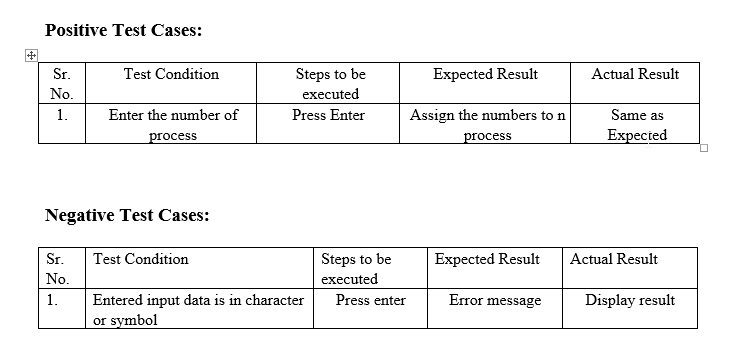 Positive Test Cases:
Sr. No. Test Condition Steps to be executed Expected Result Actual Result
1. Enter the number of process Press Enter Assign the numbers to n process Same as Expected
Negative Test Cases:
Sr. No. Test Condition Steps to be executed Expected Result Actual Result
1. Entered input data is in character or symbol Press enter Error message Display result